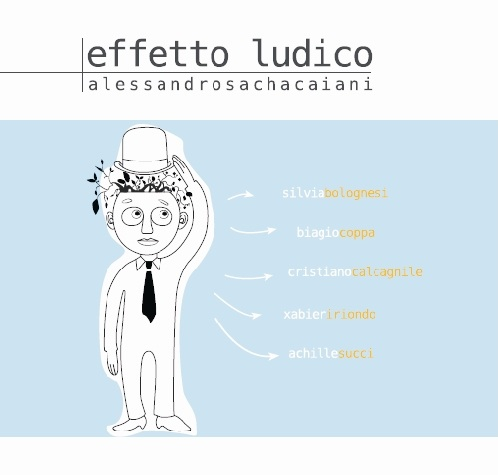 effetto ludico
alessandrosachacaiani
silviabolognesi
biagiocoppa
cristianocalcagnile
xabieririondo
achillesucci